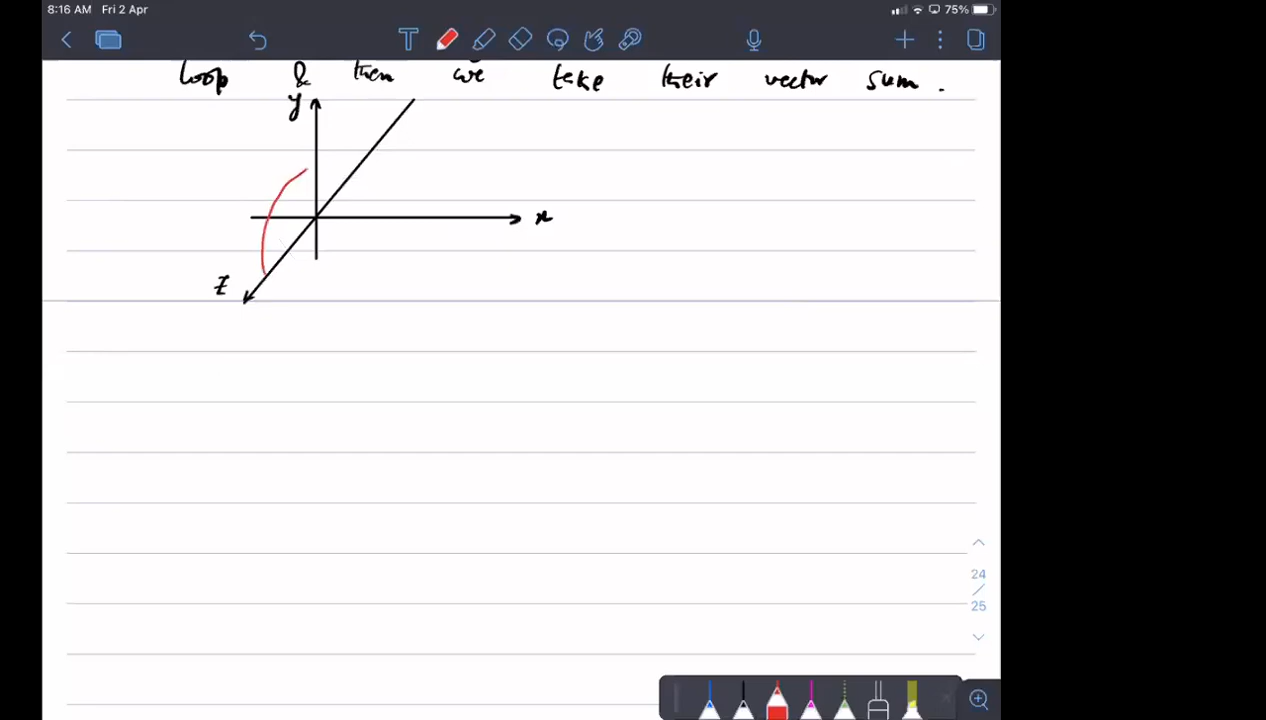 8:16 AM Fri 2 Apr 75%
T
loop & then we take their vector sum.
y
x
z
24
/
25